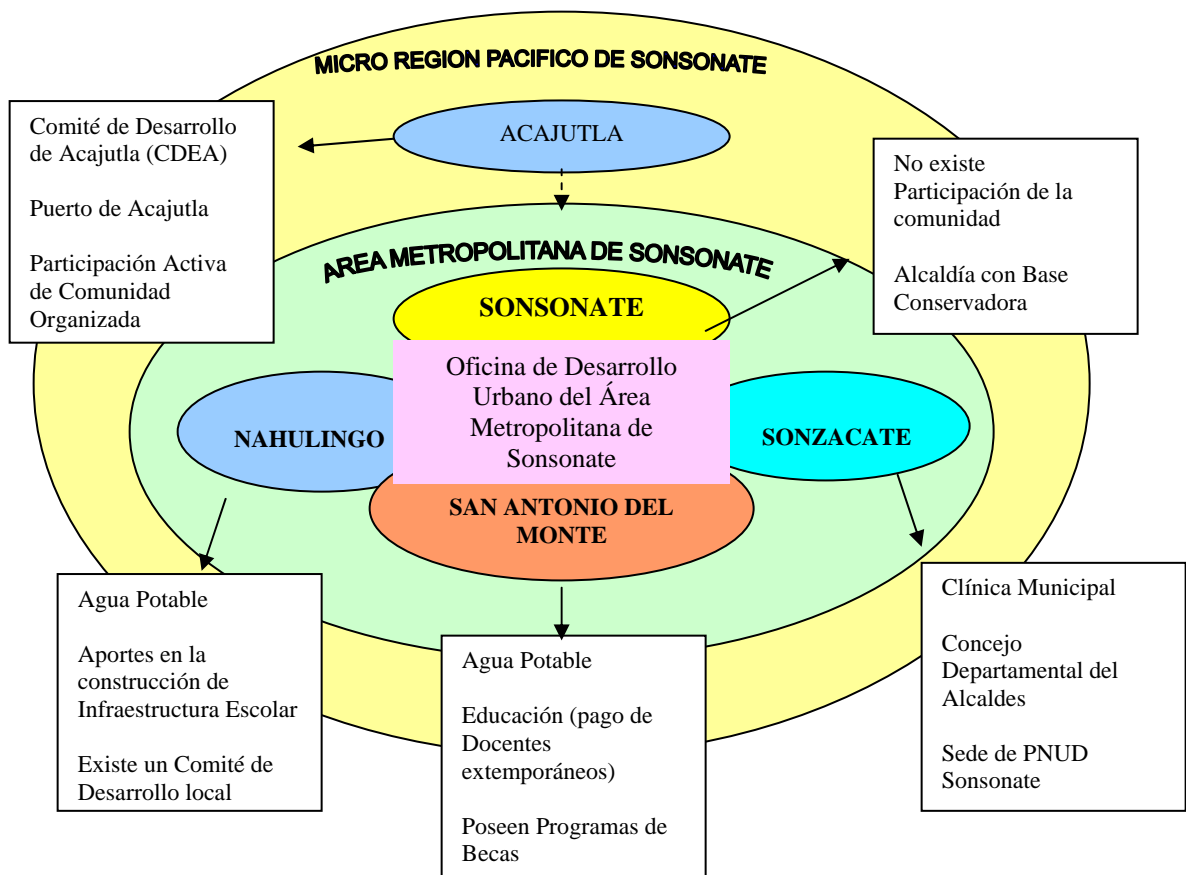 MICRO REGION PACIFICO DE SONSONATE
Comité de Desarrollo
de Acajutla (CDEA)
Puerto de Acajutla
Participación Activa
de Comunidad
Organizada
ACAJUTLA
No existe
Participación de la
comunidad
Alcaldía con Base
Conservadora
AREA METROPOLITANA DE SONSONATE
SONSONATE
Oficina de Desarrollo
Urbano del Área
Metropolitana de
Sonsonate
NAHULINGO
SONZACATE
SAN ANTONIO DEL
MONTE
Agua Potable
Aportes en la
construcción de
Infraestructura Escolar
Existe un Comité de
Desarrollo local
Agua Potable
Educación (pago de
Docentes
extemporáneos)
Poseen Programas de
Becas
Clínica Municipal
Concejo
Departamental del
Alcaldes
Sede de PNUD
Sonsonate